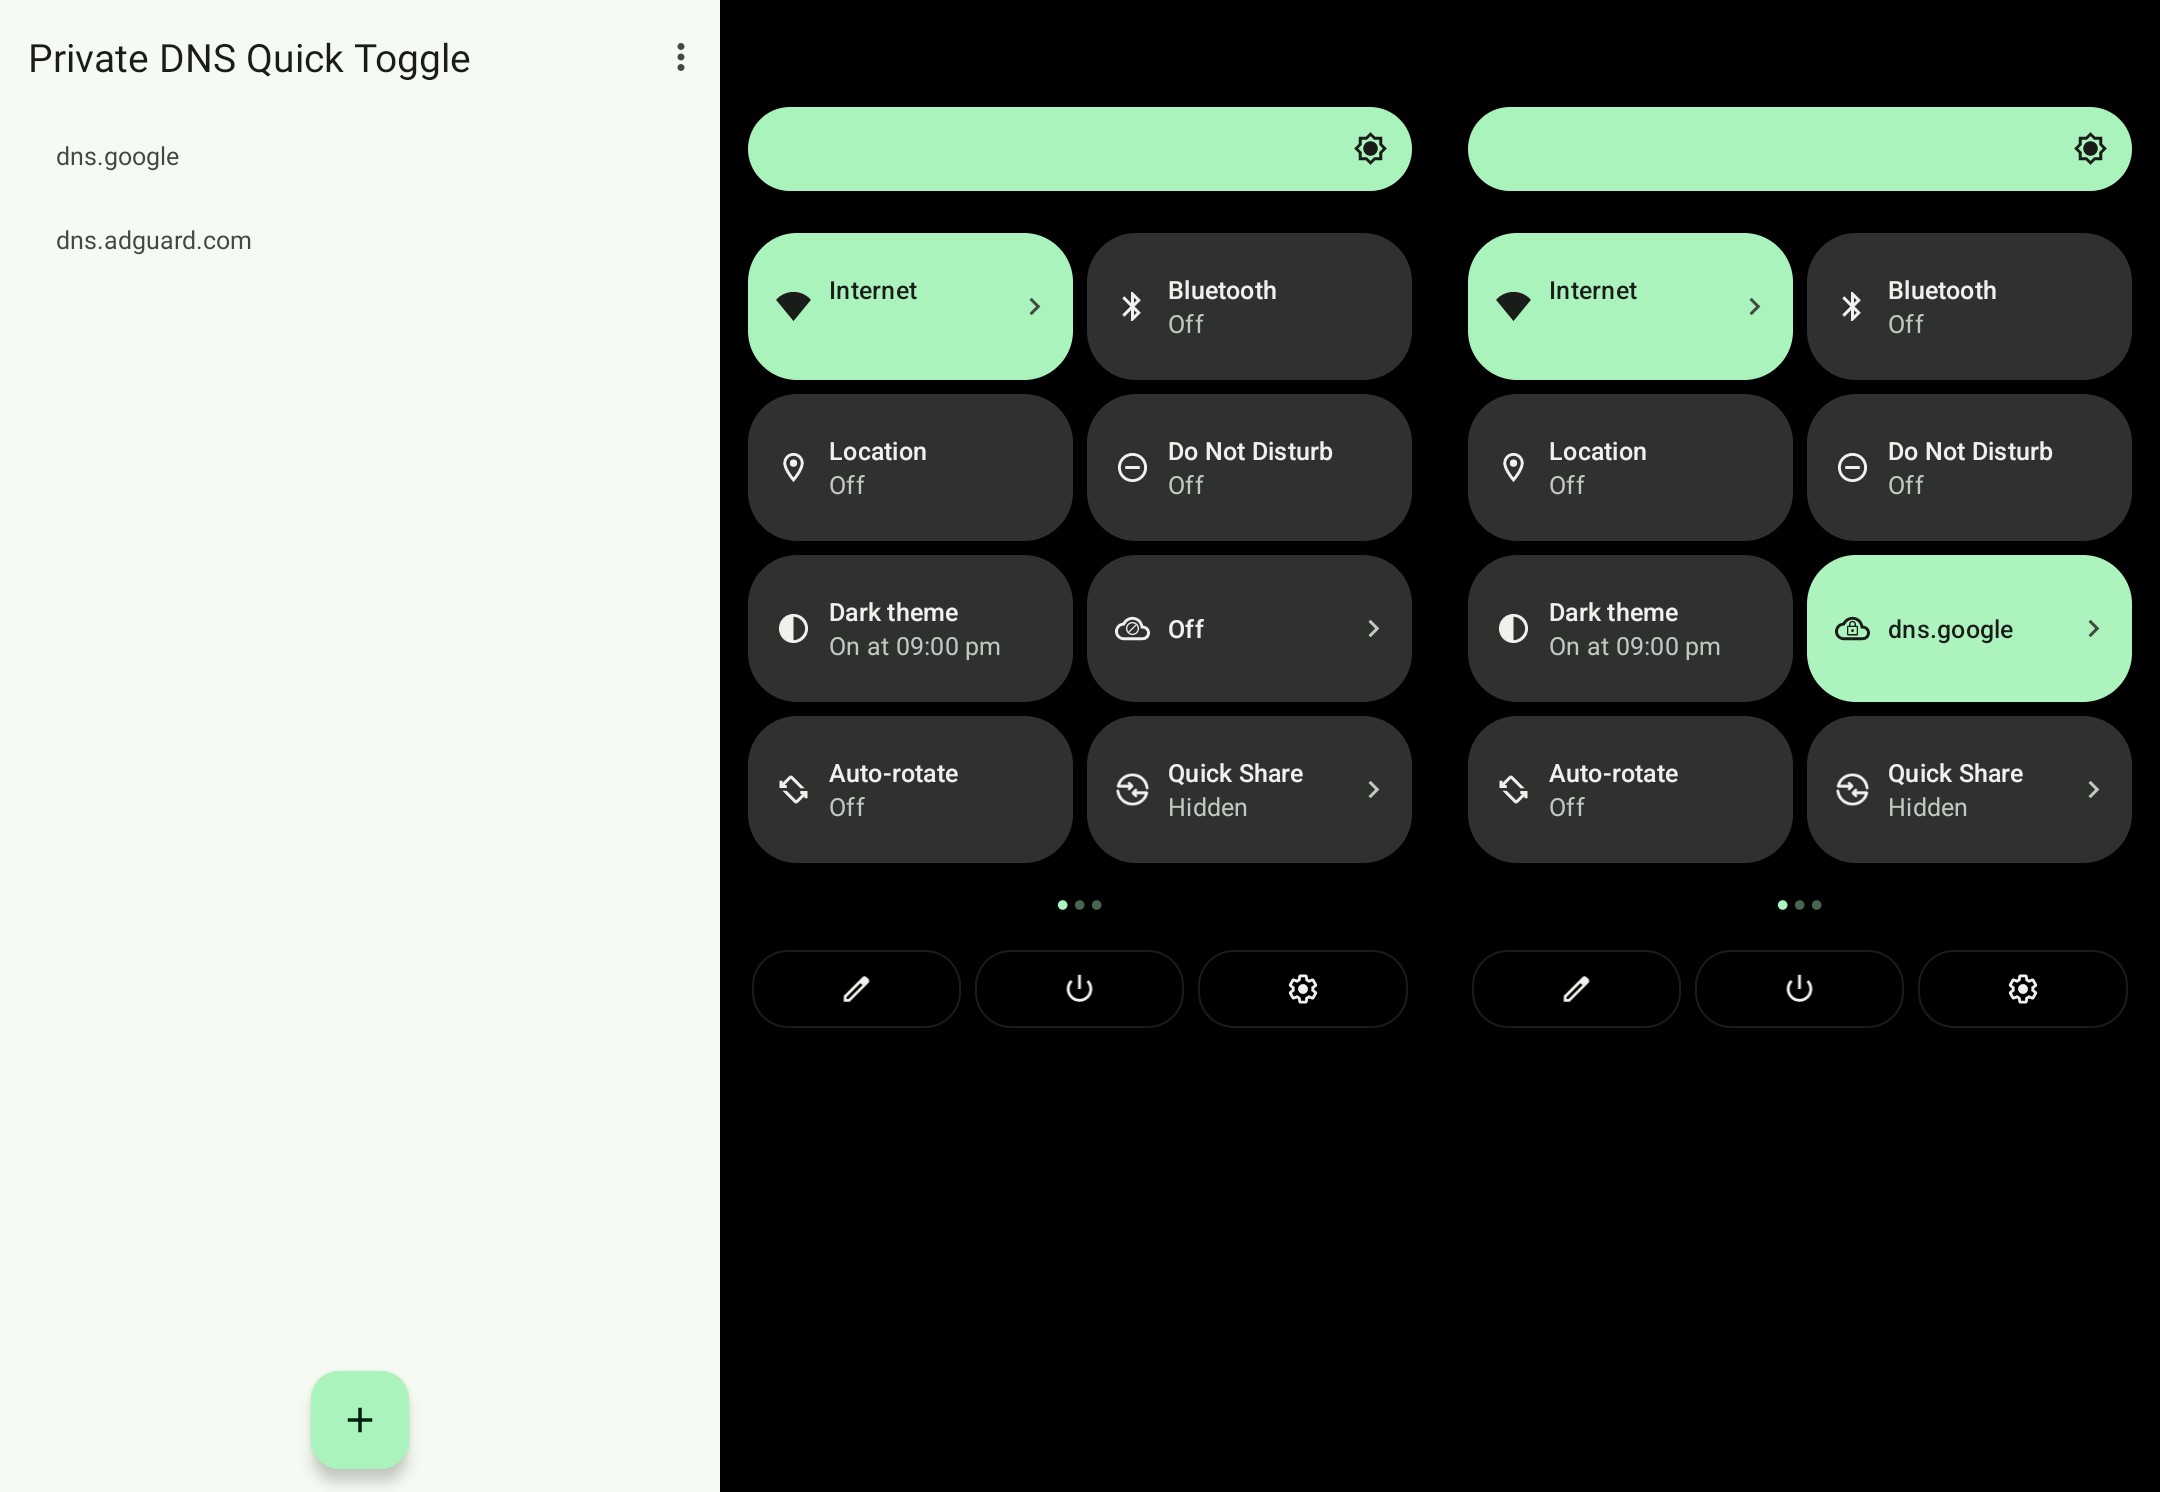 Private DNS Quick Toggle
dns.google
dns.adguard.com
Internet
Bluetooth
Off
Location
Off
Do Not Disturb
Off
Dark theme
On at 09:00 pm
Off
Auto-rotate
Off
Quick Share
Hidden
Internet
Bluetooth
Off
Location
Off
Do Not Disturb
Off
Dark theme
On at 09:00 pm
dns.google
Auto-rotate
Off
Quick Share
Hidden